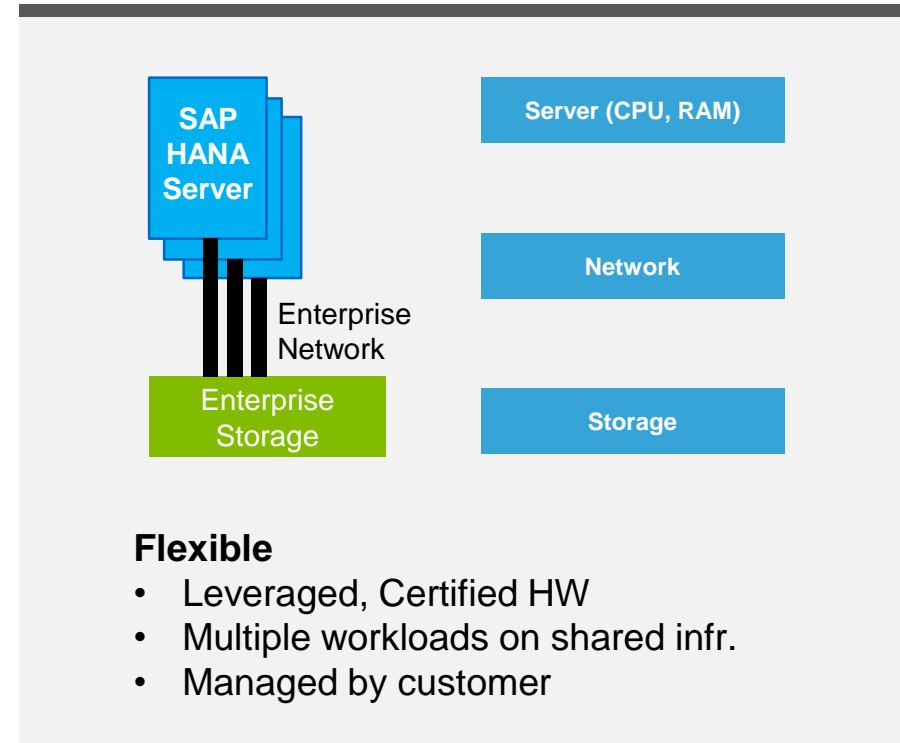 SAP
HANA
Server
Server (CPU, RAM)
Network
Enterprise
Network
Enterprise
Storage
Storage
Flexible
• Leveraged, Certified HW
• Multiple workloads on shared infr.
• Managed by customer